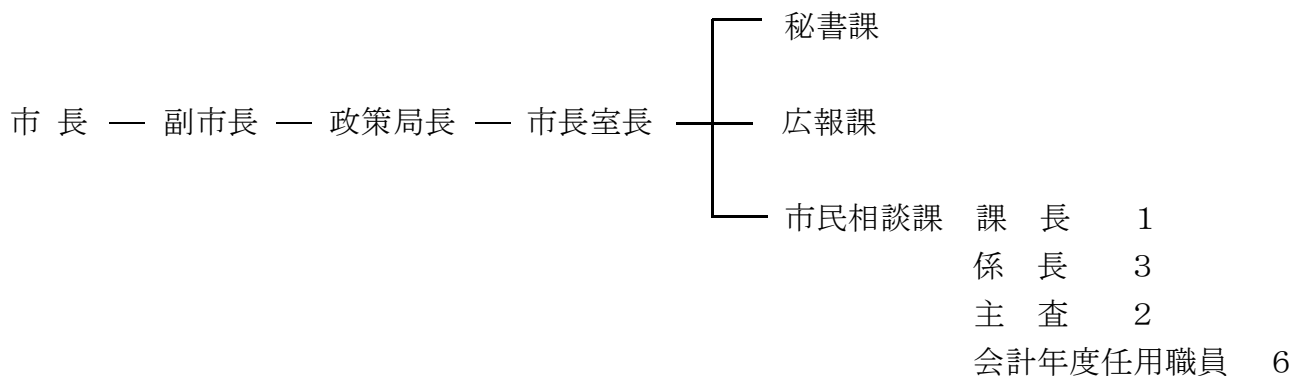 秘書課
市 長 ― 副市長 ― 政策局長 ― 市長室長
広報課
市民相談課 課 長 1
係 長 3
主 査 2
会計年度任用職員 6